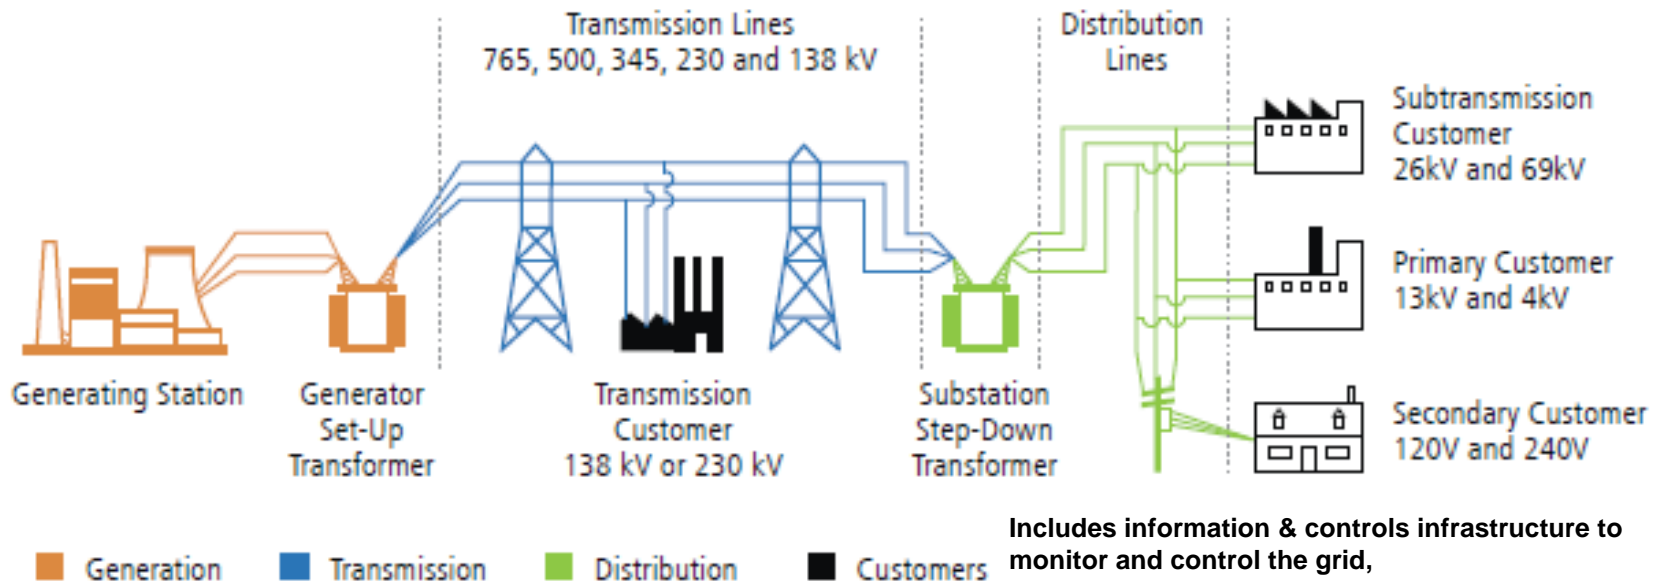 Transmission Lines
765, 500, 345, 230 and 138 kV
Distribution
Lines
Subtransmission
Customer
26kV and 69kV
Primary Customer
13kV and 4kV
Generating Station
Generator
Set-Up
Transformer
Transmission
Customer
138 kV or 230 kV
Substation
Step-Down
Transformer
Secondary Customer
120V and 240V
Generation
Transmission
Distribution
Customers
Includes information & controls infrastructure to
monitor and control the grid,